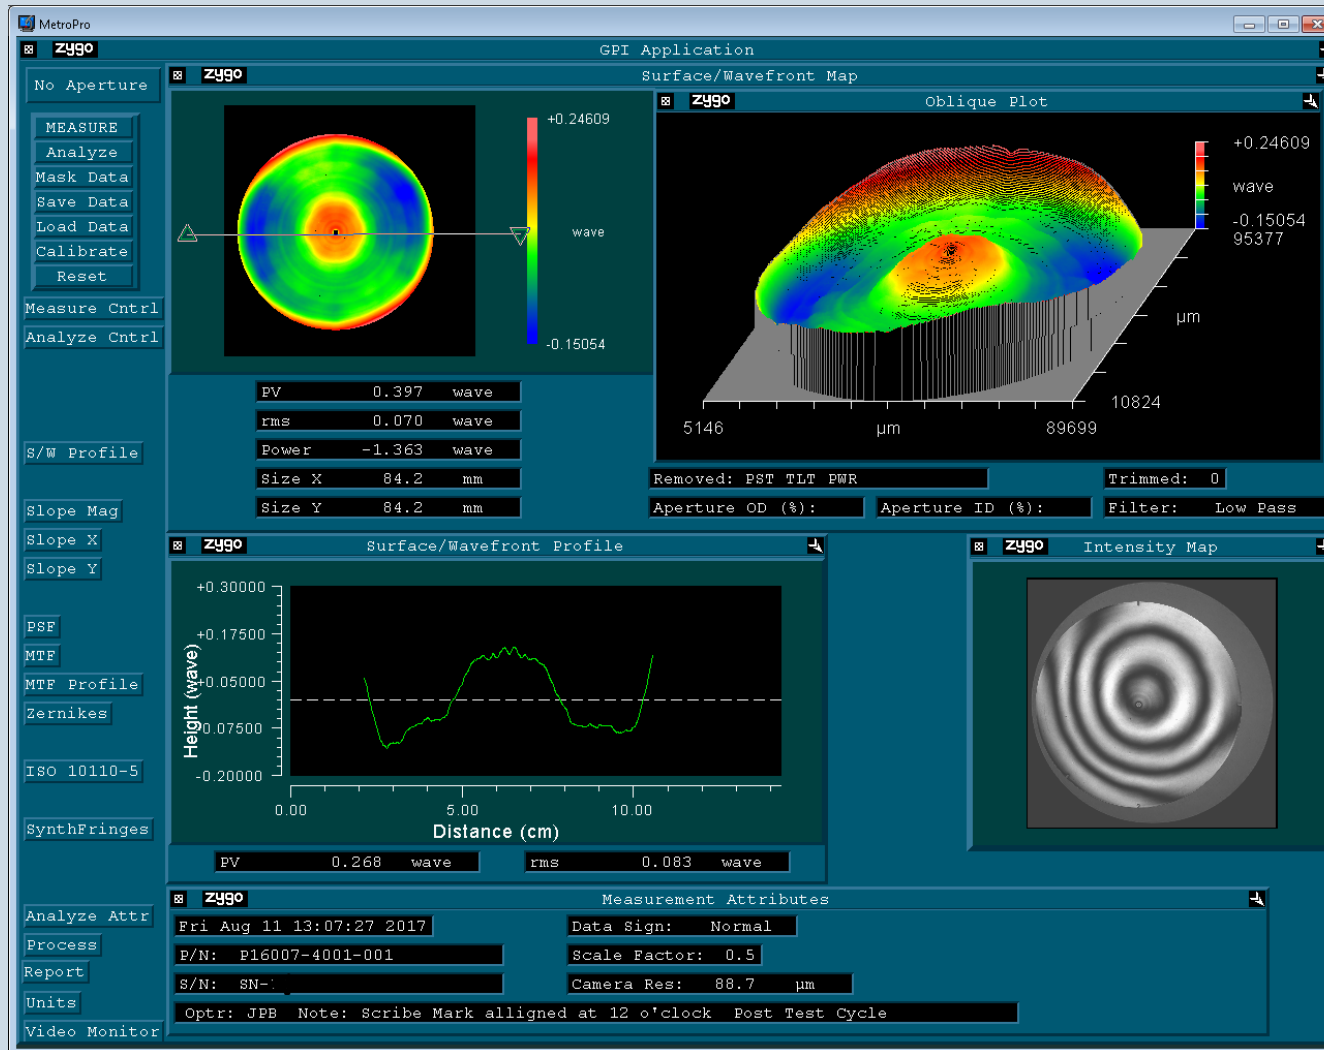 MetroPro
zygo GPI Application
No Aperture
MEASURE
Analyze
Mask Data
Save Data
Load Data
Calibrate
Reset
Measure Cntrl
Analyze Cntrl
S/W Profile
Slope Mag
Slope X
Slope Y
PSF
MTF
MTF Profile
Zernikes
ISO 10110-5
SynthFringes
Analyze Attr
Process
Report
Units
Video Monitor
zygo Surface/Wavefront Map
+0.24609
wave
-0.15054
PV 0.397 wave
rms 0.070 wave
Power -1.363 wave
Size X 84.2 mm
Size Y 84.2 mm
zygo Oblique Plot
+0.24609
wave
-0.15054
95377
µm
10824
5146 µm 89699
Removed: PST TLT PWR Trimmed: 0
Aperture OD (%): Aperture ID (%): Filter: Low Pass
zygo Surface/Wavefront Profile
+0.30000
+0.17500
+0.05000
-0.07500
-0.20000
Height (wave)
0.00 5.00 10.00
Distance (cm)
PV 0.268 wave rms 0.083 wave
zygo Intensity Map
zygo Measurement Attributes
Fri Aug 11 13:07:27 2017 Data Sign: Normal
P/N: P16007-4001-001 Scale Factor: 0.5
S/N: Camera Res: 88.7 µm
Optr: JPB Note: Scribe Mark alligned at 12 o'clock Post Test Cycle